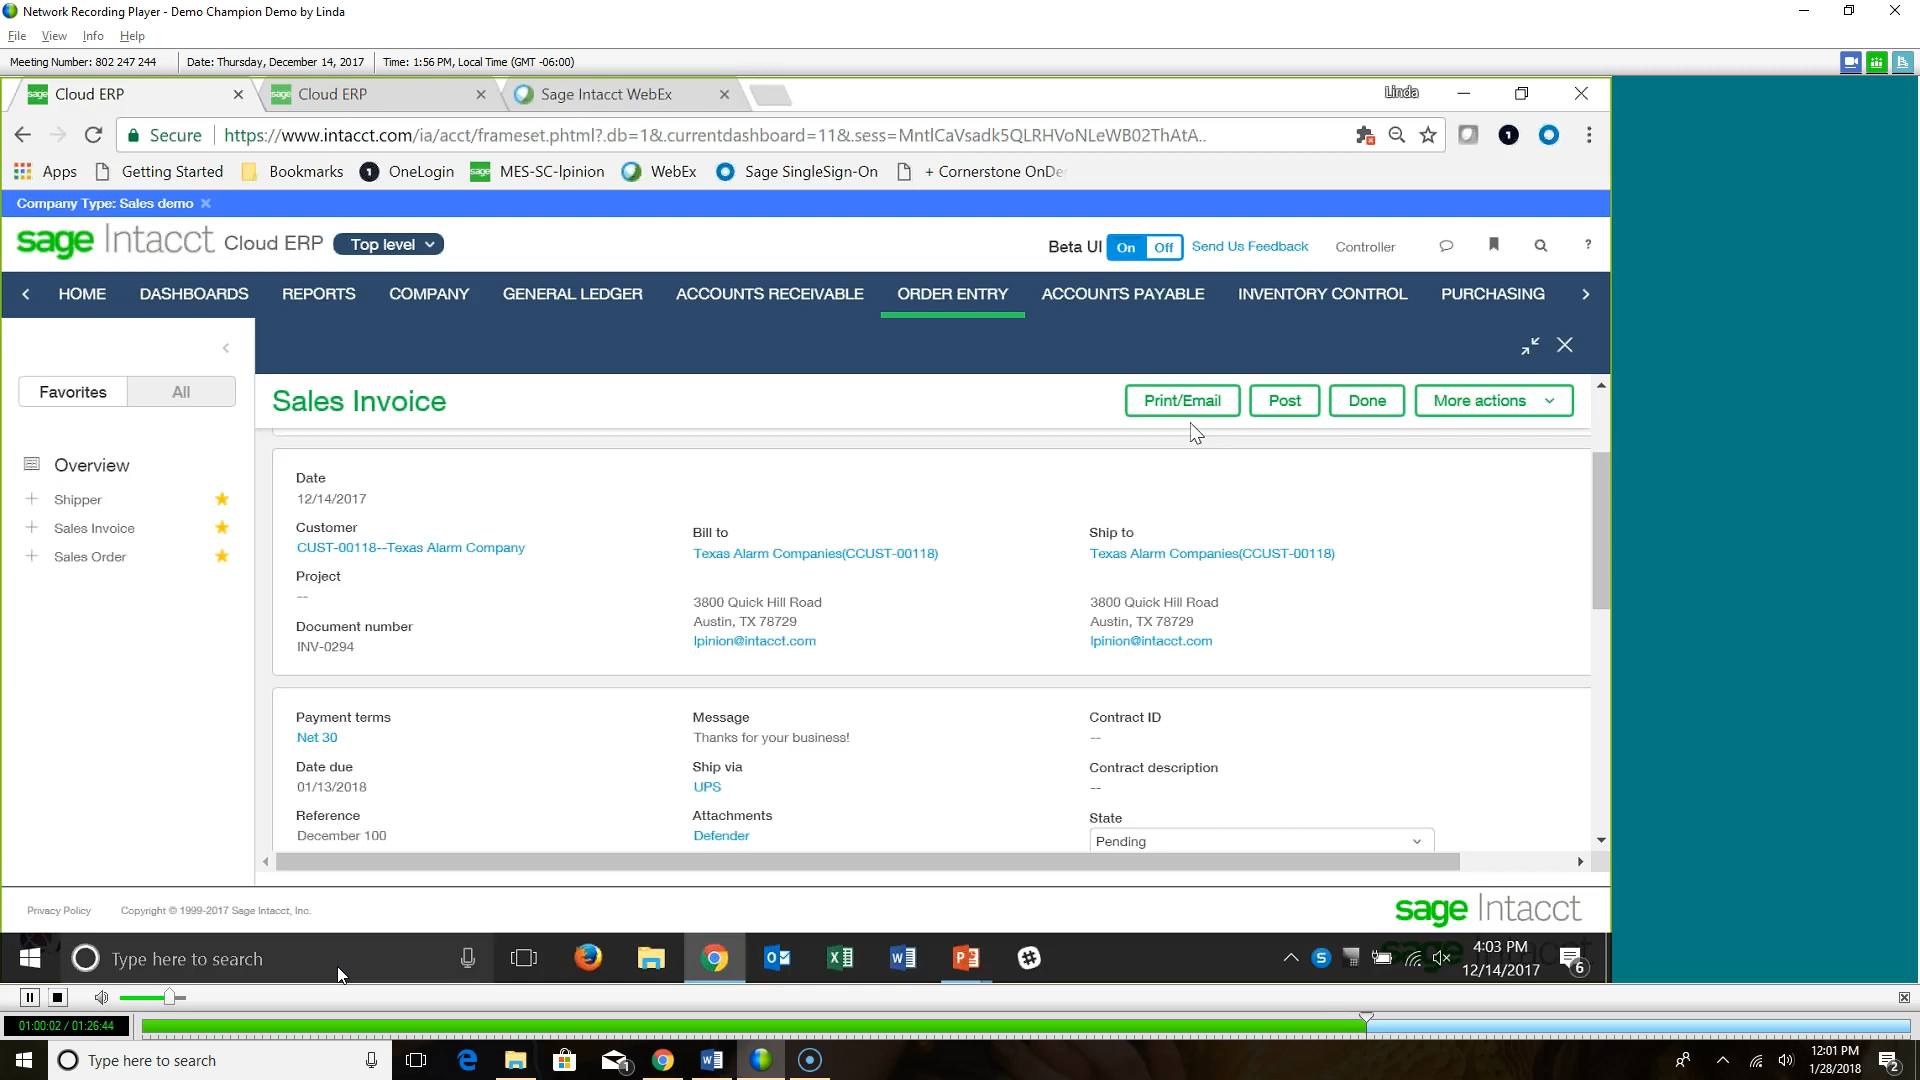 Network Recording Player - Demo Champion Demo by Linda
File View Info Help
Meeting Number: 802 247 244 Date: Thursday, December 14, 2017 Time: 1:56 PM, Local Time (GMT -06:00)
sage Cloud ERP sage Cloud ERP Sage Intacct WebEx Linda
Secure https://www.intacct.com/ia/acct/frameset.phtml?.db=1&.currentdashboard=11&.sess=MntlCaVsadk5QLRHVoNLeWB02ThAtA..
Apps Getting Started Bookmarks 1 OneLogin sage MES-SC-lpinion WebEx Sage SingleSign-On + Cornerstone OnDe
Company Type: Sales demo
sage Intacct Cloud ERP Top level Beta UI On Off Send Us Feedback Controller ?
HOME DASHBOARDS REPORTS COMPANY GENERAL LEDGER ACCOUNTS RECEIVABLE ORDER ENTRY ACCOUNTS PAYABLE INVENTORY CONTROL PURCHASING
Favorites All
Overview
Shipper
Sales Invoice
Sales Order
Sales Invoice Print/Email Post Done More actions
Date
12/14/2017
Customer
CUST-00118--Texas Alarm Company
Project
--
Document number
INV-0294
Bill to
Texas Alarm Companies(CCUST-00118)
3800 Quick Hill Road
Austin, TX 78729
lpinion@intacct.com
Ship to
Texas Alarm Companies(CCUST-00118)
3800 Quick Hill Road
Austin, TX 78729
lpinion@intacct.com
Payment terms
Net 30
Date due
01/13/2018
Reference
December 100
Message
Thanks for your business!
Ship via
UPS
Attachments
Defender
Contract ID
--
Contract description
--
State
Pending
Privacy Policy Copyright © 1999-2017 Sage Intacct, Inc. sage Intacct
Type here to search 4:03 PM
12/14/2017 6
01:00:02 / 01:26:44
Type here to search 1 12:01 PM
1/28/2018 2